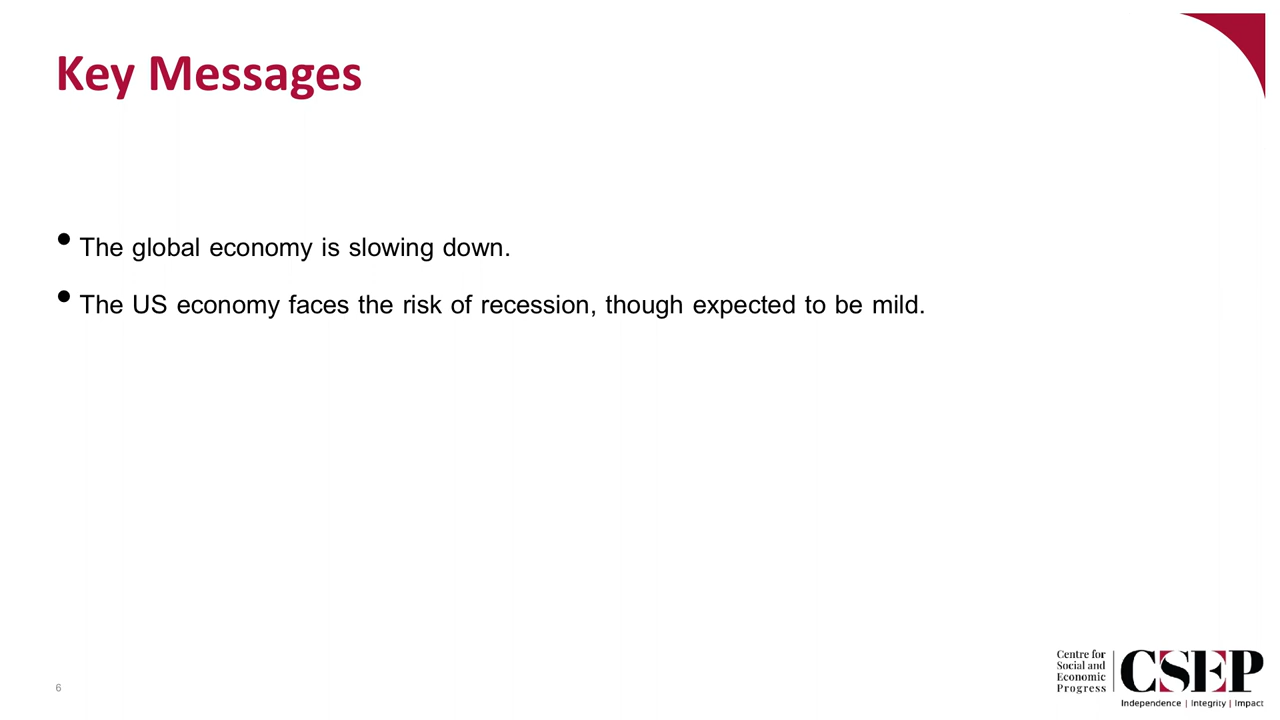 Key Messages
• The global economy is slowing down.
• The US economy faces the risk of recession, though expected to be mild.
6
Centre for
Social and
Economic
Progress
CSEP
Independence | Integrity | Impact